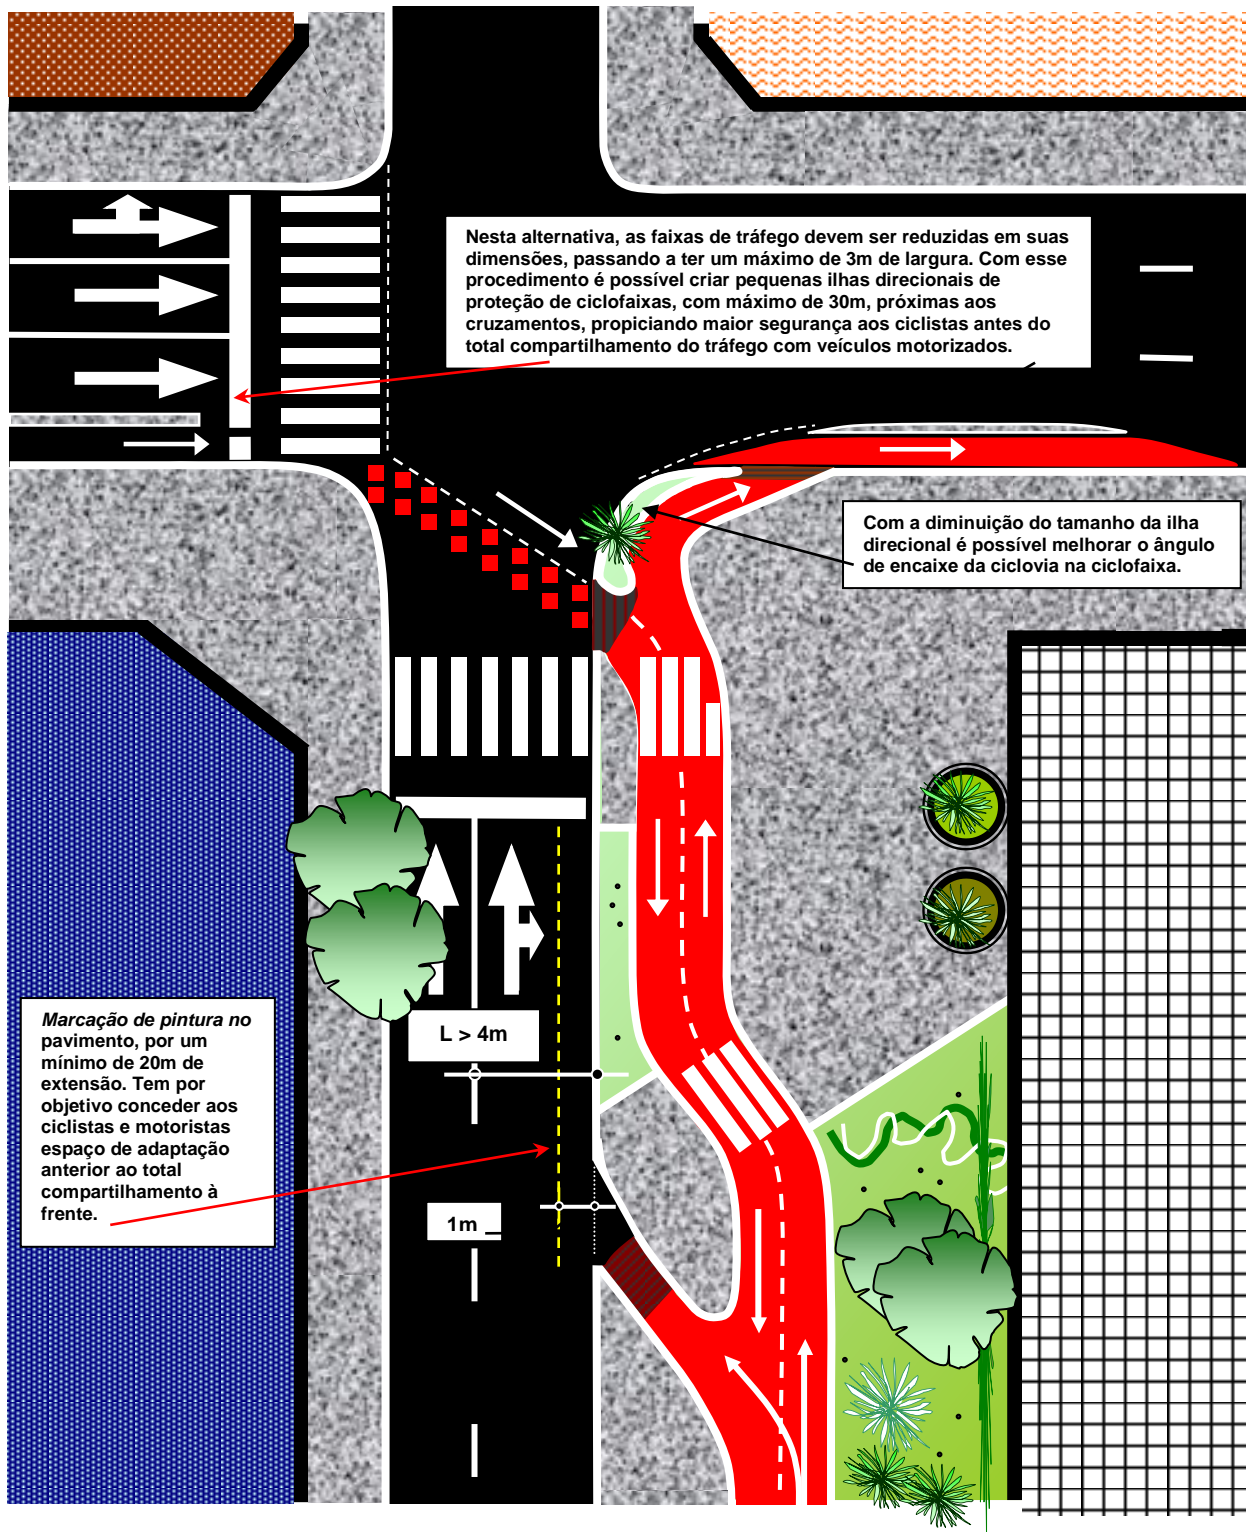 Nesta alternativa, as faixas de tráfego devem ser reduzidas em suas
dimensões, passando a ter um máximo de 3m de largura. Com esse
procedimento é possível criar pequenas ilhas direcionais de
proteção de ciclofaixas, com máximo de 30m, próximas aos
cruzamentos, propiciando maior segurança aos ciclistas antes do
total compartilhamento do tráfego com veículos motorizados.
Com a diminuição do tamanho da ilha
direcional é possível melhorar o ângulo
de encaixe da ciclovia na ciclofaixa.
Marcação de pintura no
pavimento, por um
mínimo de 20m de
extensão. Tem por
objetivo conceder aos
ciclistas e motoristas
espaço de adaptação
anterior ao total
compartilhamento à
frente.
L > 4m
1m